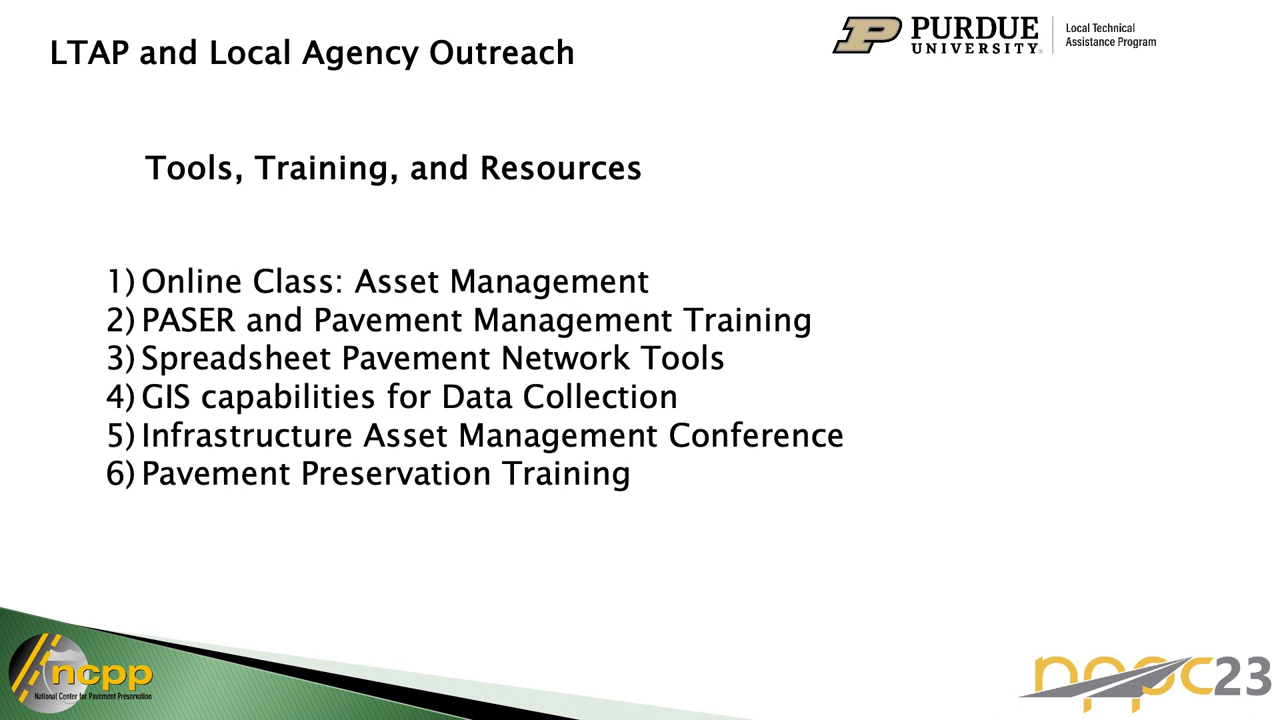 LTAP and Local Agency Outreach
PURDUE
UNIVERSITY®
Local Technical
Assistance Program
Tools, Training, and Resources
1) Online Class: Asset Management
2) PASER and Pavement Management Training
3) Spreadsheet Pavement Network Tools
4) GIS capabilities for Data Collection
5) Infrastructure Asset Management Conference
6) Pavement Preservation Training
ncpp
National Center for Pavement Preservation
nppc23